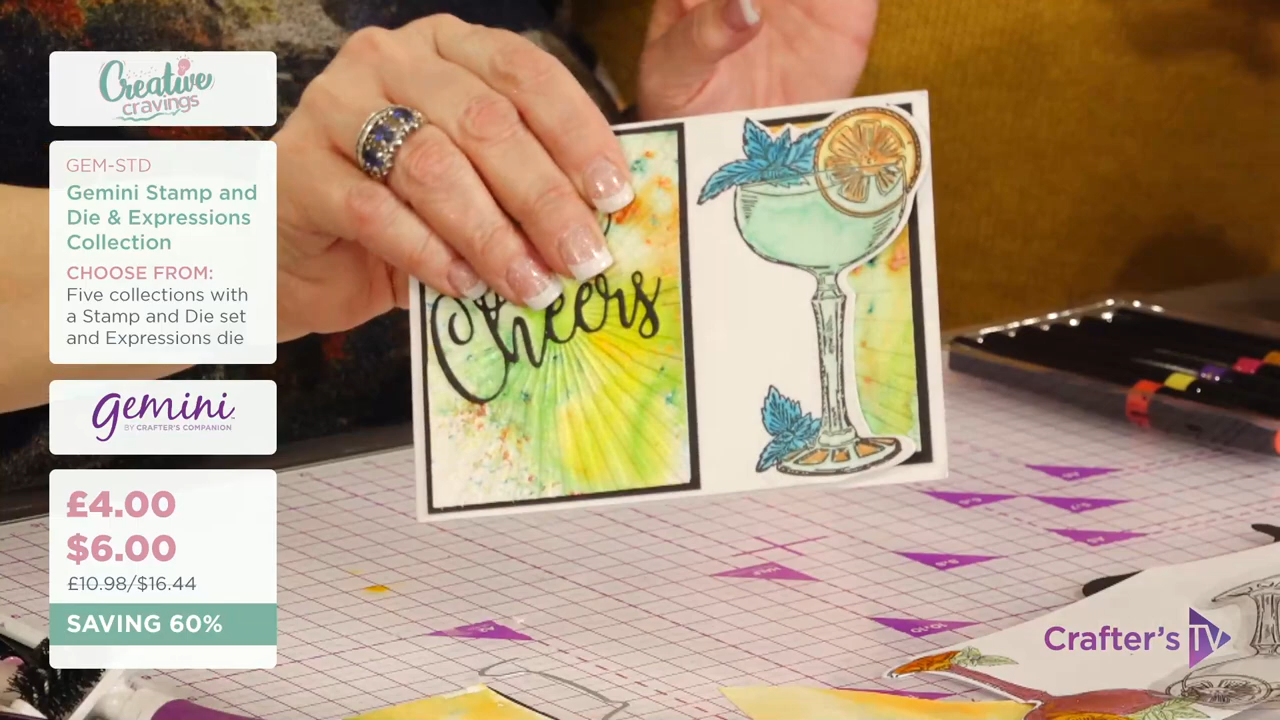 Creative
cravings
GEM-STD
Gemini Stamp and
Die & Expressions
Collection
CHOOSE FROM:
Five collections with
a Stamp and Die set
and Expressions die
gemini
BY CRAFTER'S COMPANION
£4.00
$6.00
£10.98/$16.44
SAVING 60%
Cheers
Crafter's TV